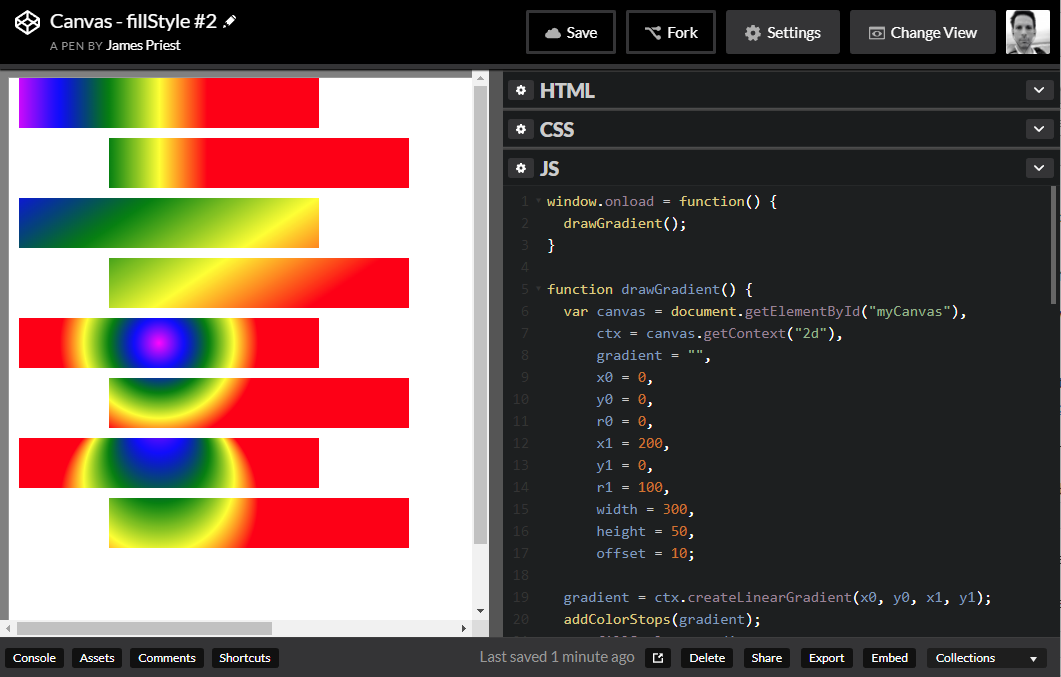 Canvas - fillStyle #2
A PEN BY James Priest
Save
Fork
Settings
Change View
HTML
CSS
JS
1 window.onload = function() {
2 drawGradient();
3 }
4
5 function drawGradient() {
6 var canvas = document.getElementById("myCanvas"),
7 ctx = canvas.getContext("2d"),
8 gradient = "",
9 x0 = 0,
10 y0 = 0,
11 r0 = 0,
12 x1 = 200,
13 y1 = 0,
14 r1 = 100,
15 width = 300,
16 height = 50,
17 offset = 10;
18
19 gradient = ctx.createLinearGradient(x0, y0, x1, y1);
20 addColorStops(gradient);
Console
Assets
Comments
Shortcuts
Last saved 1 minute ago
Delete
Share
Export
Embed
Collections